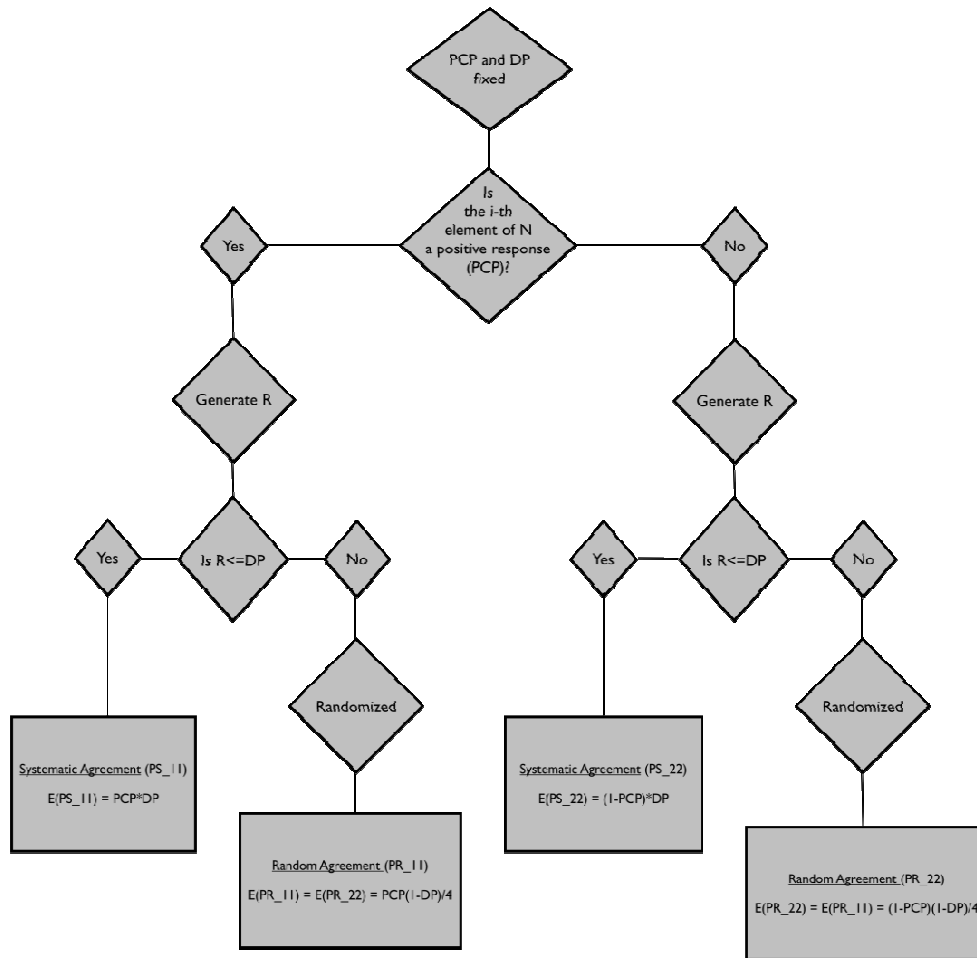 PCP and DP
fixed
Is
the i-th
element of N
a positive response
(PCP)?
Yes
No
Generate R
Generate R
Yes
Is R<=DP
No
Yes
Is R<=DP
No
Randomized
Randomized
Systematic Agreement (PS_11)
E(PS_11) = PCP*DP
Systematic Agreement (PS_22)
E(PS_22) = (1-PCP)*DP
Random Agreement (PR_11)
E(PR_11) = E(PR_22) = PCP(1-DP)/4
Random Agreement (PR_22)
E(PR_22) = E(PR_11) = (1-PCP)(1-DP)/4